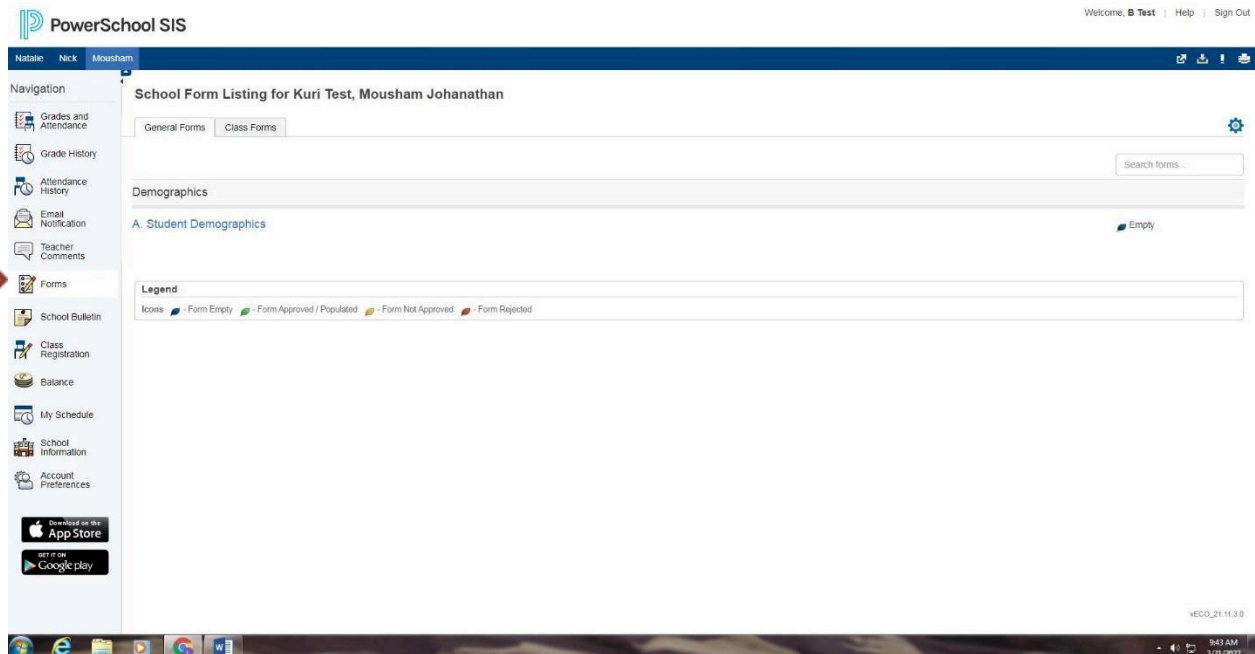 PowerSchool SIS
Welcome, B Test | Help | Sign Out
Natalie Nick Mousham
Navigation
Grades and
Attendance
Grade History
Attendance
History
Email
Notification
Teacher
Comments
Forms
School Bulletin
Class
Registration
Balance
My Schedule
School
Information
Account
Preferences
Download on the
App Store
GET IT ON
Google play
School Form Listing for Kuri Test, Mousham Johanathan
General Forms Class Forms
Search forms...
Demographics
A. Student Demographics
Empty
Legend
Icons - Form Empty - Form Approved / Populated - Form Not Approved - Form Rejected
vECO_21.11.3.0
9:43 AM
3/21/2022